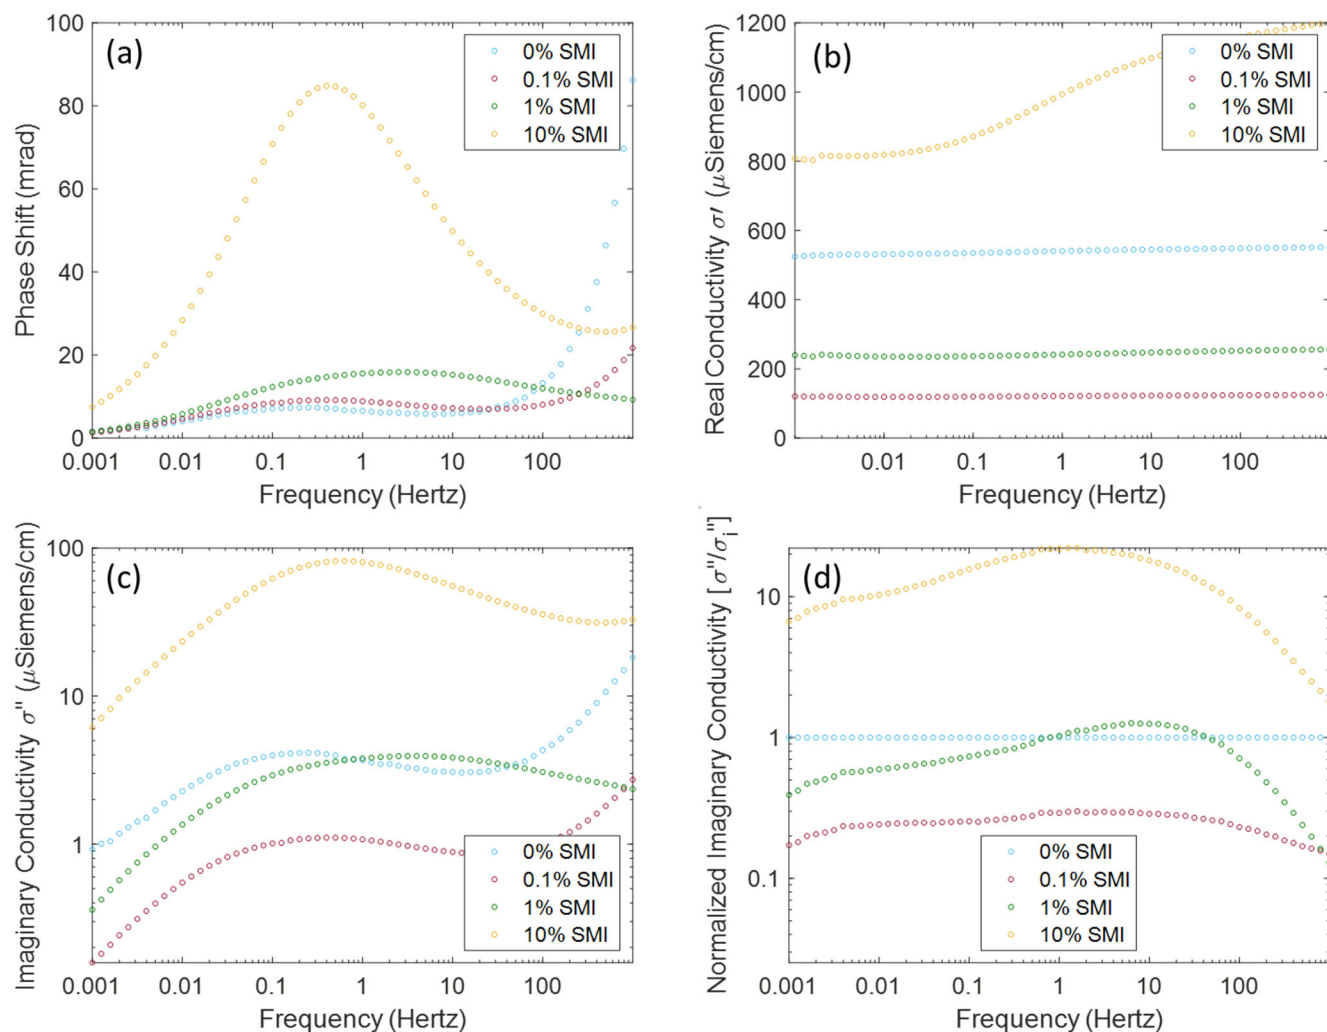 (a)
100
80
60
40
20
0
Phase Shift (mrad)
0% SMI
0.1% SMI
1% SMI
10% SMI
0.001 0.01 0.1 1 10 100
Frequency (Hertz)
(b)
1200
1000
800
600
400
200
0
Real Conductivity σ′ (μSiemens/cm)
0% SMI
0.1% SMI
1% SMI
10% SMI
0.01 0.1 1 10 100
Frequency (Hertz)
(c)
100
10
1
Imaginary Conductivity σ" (μSiemens/cm)
0% SMI
0.1% SMI
1% SMI
10% SMI
0.001 0.01 0.1 1 10 100
Frequency (Hertz)
(d)
10
1
0.1
Normalized Imaginary Conductivity [σ"/σi"]
0% SMI
0.1% SMI
1% SMI
10% SMI
0.001 0.01 0.1 1 10 100
Frequency (Hertz)